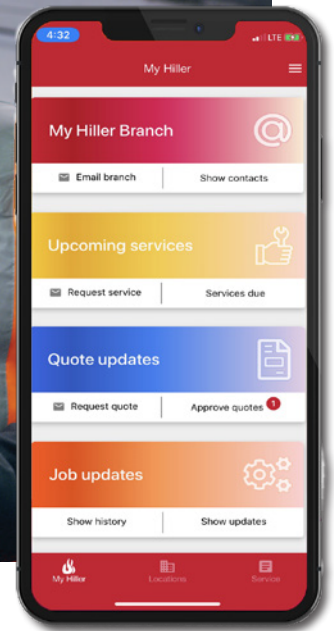 4:32
LTE
My Hiller
My Hiller Branch
Email branch
Show contacts
Upcoming services
Request service
Services due
Quote updates
Request quote
Approve quotes 1
Job updates
Show history
Show updates
My Hiller
Locations
Service